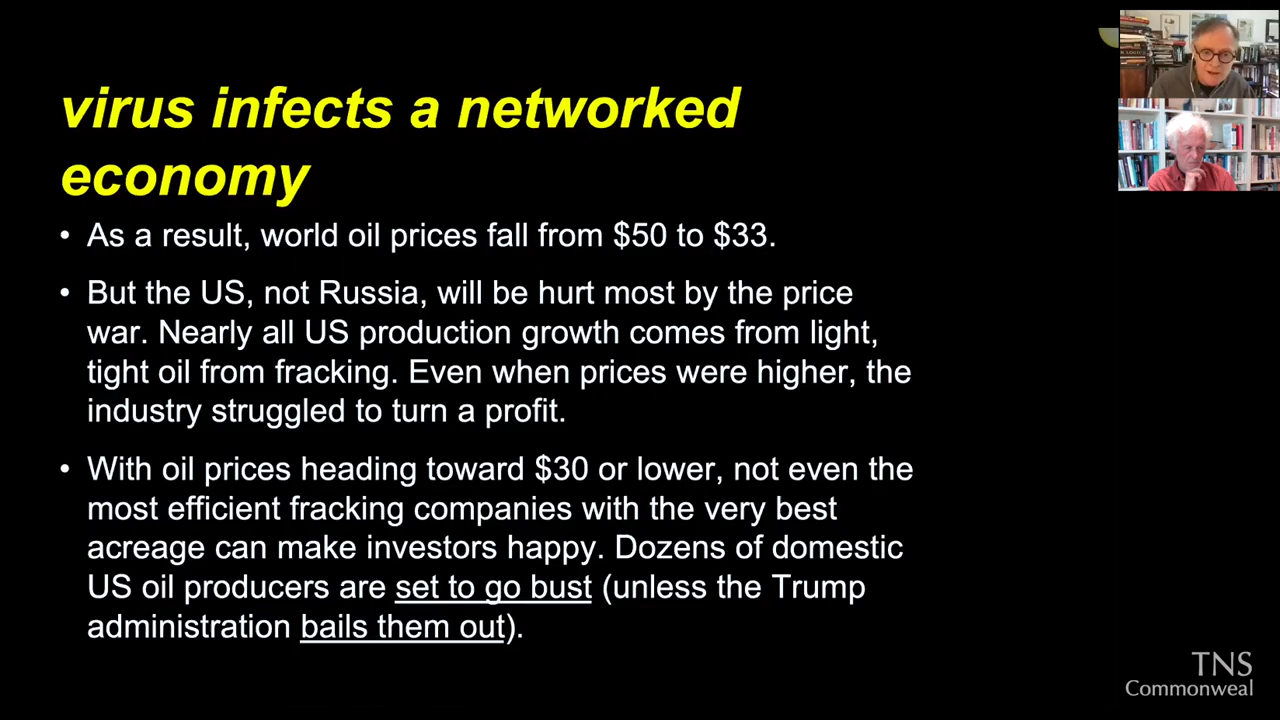 virus infects a networked
economy
• As a result, world oil prices fall from $50 to $33.
• But the US, not Russia, will be hurt most by the price
war. Nearly all US production growth comes from light,
tight oil from fracking. Even when prices were higher, the
industry struggled to turn a profit.
• With oil prices heading toward $30 or lower, not even the
most efficient fracking companies with the very best
acreage can make investors happy. Dozens of domestic
US oil producers are set to go bust (unless the Trump
administration bails them out).
TNS
Commonweal